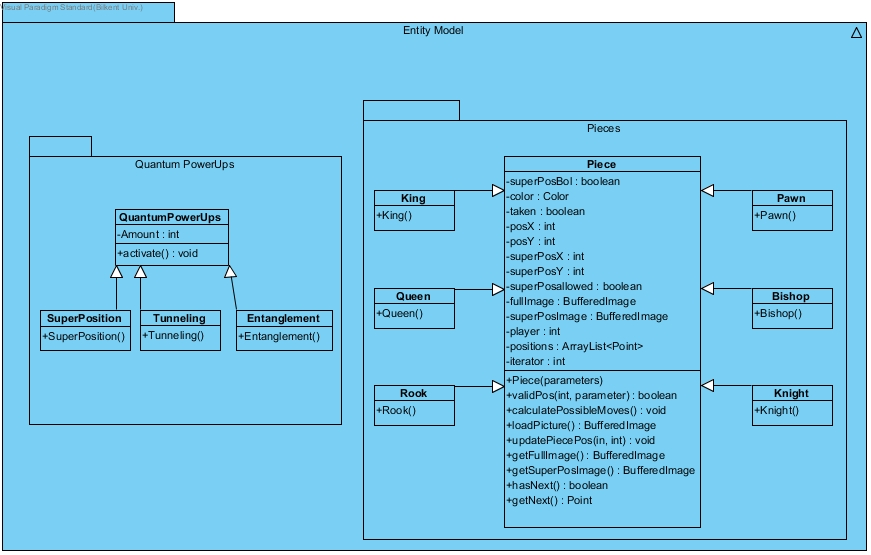 Visual Paradigm Standard(Bilkent Univ.)
Entity Model
Quantum PowerUps
QuantumPowerUps
-Amount : int
+activate() : void
SuperPosition
+SuperPosition()
Tunneling
+Tunneling()
Entanglement
+Entanglement()
Pieces
King
+King()
Queen
+Queen()
Rook
+Rook()
Piece
-superPosBol : boolean
-color : Color
-taken : boolean
-posX : int
-posY : int
-superPosX : int
-superPosY : int
-superPosallowed : boolean
-fullImage : BufferedImage
-superPosImage : BufferedImage
-player : int
-positions : ArrayList<Point>
-iterator : int
+Piece(parameters)
+validPos(int, parameter) : boolean
+calculatePossibleMoves() : void
+loadPicture() : BufferedImage
+updatePiecePos(in, int) : void
+getFullImage() : BufferedImage
+getSuperPosImage() : BufferedImage
+hasNext() : boolean
+getNext() : Point
Pawn
+Pawn()
Bishop
+Bishop()
Knight
+Knight()